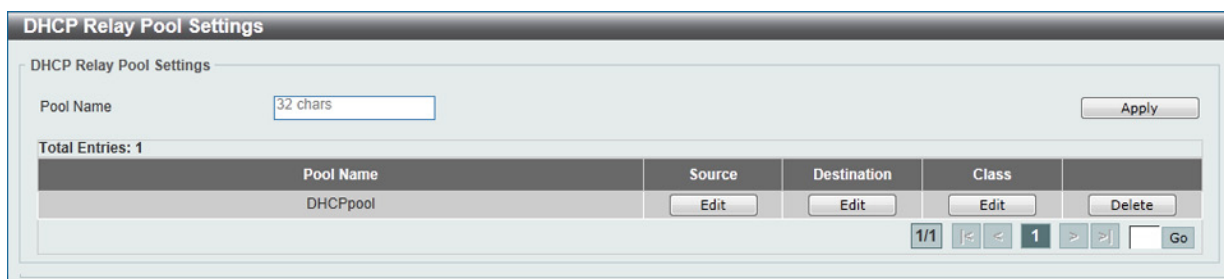 DHCP Relay Pool Settings
DHCP Relay Pool Settings
Pool Name 32 chars Apply
Total Entries: 1
Pool Name Source Destination Class
DHCPpool Edit Edit Edit Delete
1/1 |< < 1 > >| Go